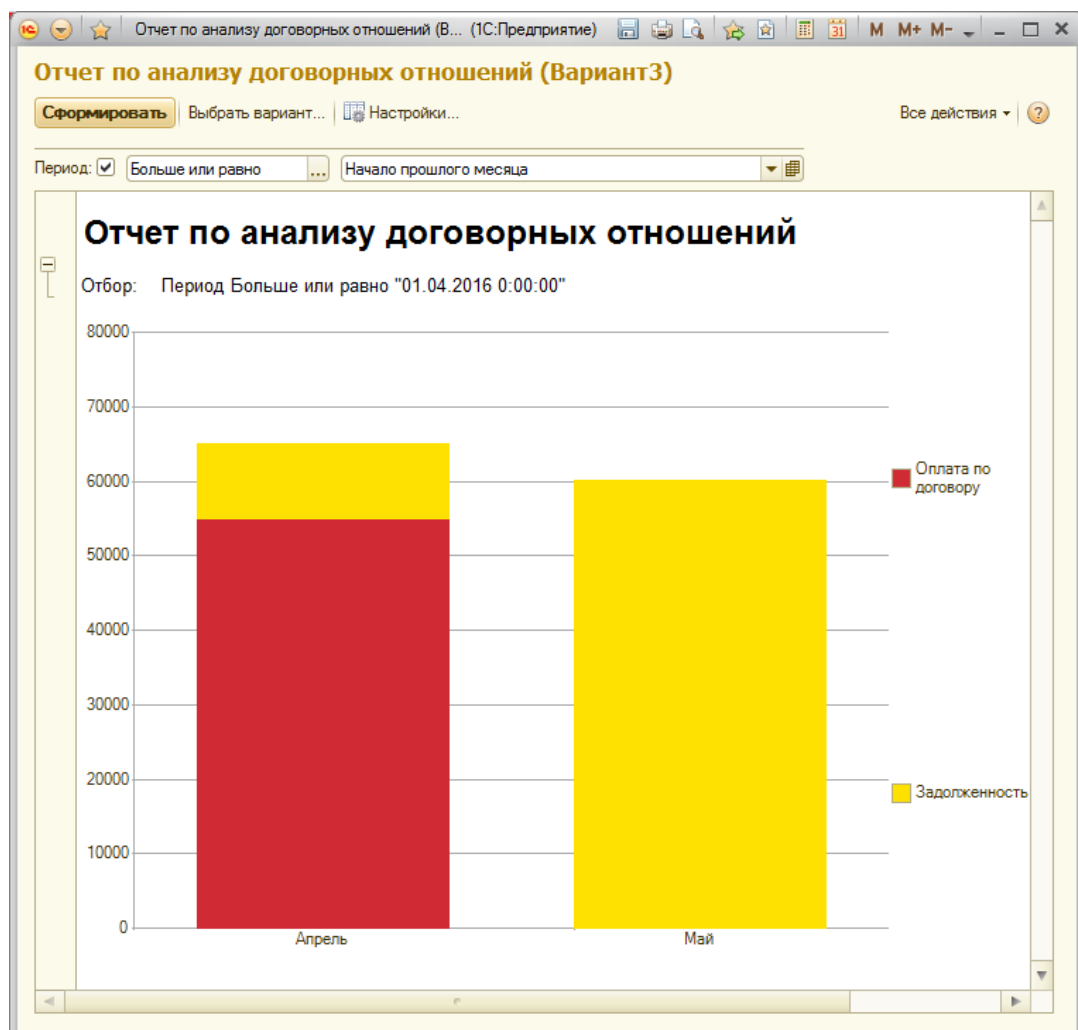 Отчет по анализу договорных отношений (В... (1С:Предприятие)
31 M M+ M-
Отчет по анализу договорных отношений (Вариант3)
Сформировать Выбрать вариант... Настройки... Все действия ?
Период: Больше или равно ... Начало прошлого месяца
Отчет по анализу договорных отношений
Отбор: Период Больше или равно "01.04.2016 0:00:00"
80000
70000
60000
50000
40000
30000
20000
10000
0
Апрель Май
Оплата по
договору
Задолженность